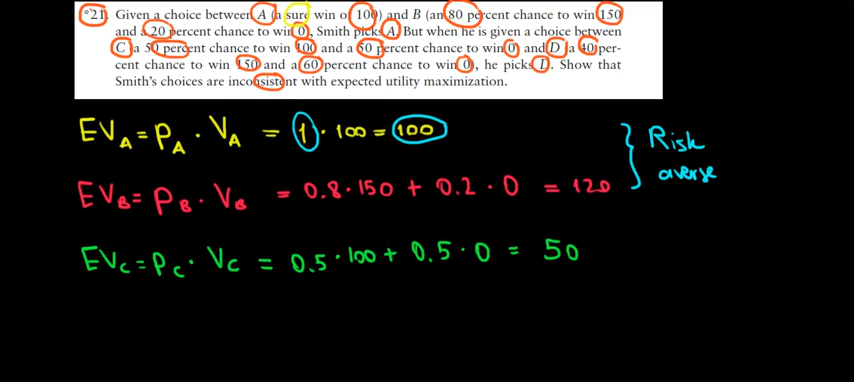 *21. Given a choice between A (a sure win of 100) and B (an 80 percent chance to win 150
and a 20 percent chance to win 0), Smith picks A. But when he is given a choice between
C (a 50 percent chance to win 100 and a 50 percent chance to win 0) and D (a 40 per-
cent chance to win 150 and a 60 percent chance to win 0), he picks D. Show that
Smith's choices are inconsistent with expected utility maximization.
EV_A = P_A · V_A = 1 · 100 = 100
} Risk
averse
EV_B = P_B · V_B = 0.8 · 150 + 0.2 · 0 = 120
EV_C = P_C · V_C = 0.5 · 100 + 0.5 · 0 = 50